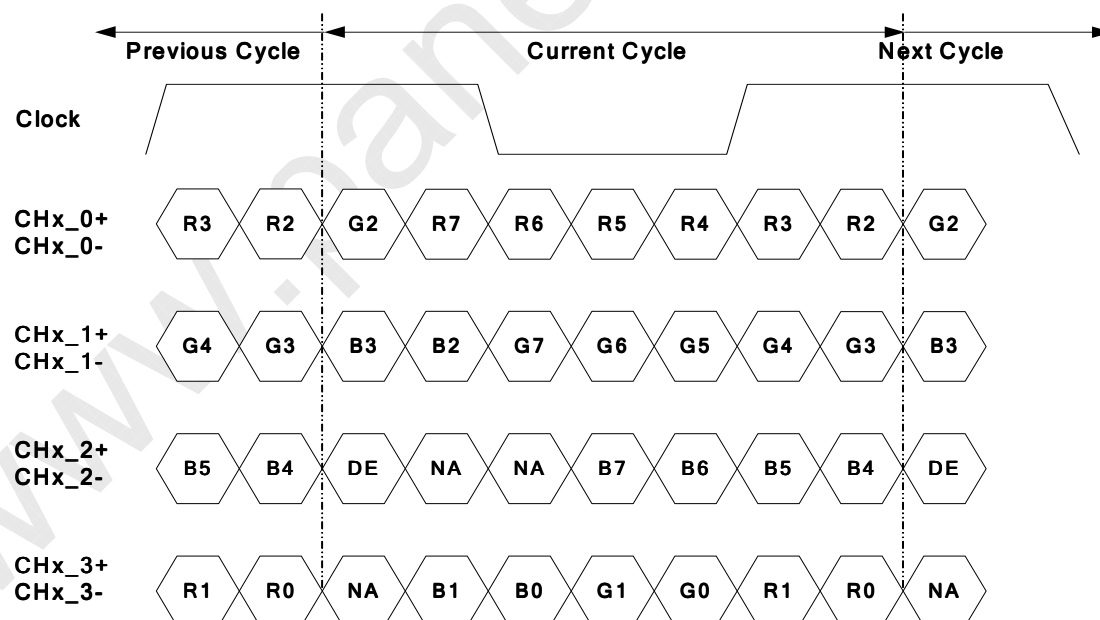 Previous Cycle Current Cycle Next Cycle
Clock
CHx_0+
CHx_0-
R3 R2 G2 R7 R6 R5 R4 R3 R2 G2
CHx_1+
CHx_1-
G4 G3 B3 B2 G7 G6 G5 G4 G3 B3
CHx_2+
CHx_2-
B5 B4 DE NA NA B7 B6 B5 B4 DE
CHx_3+
CHx_3-
R1 R0 NA B1 B0 G1 G0 R1 R0 NA